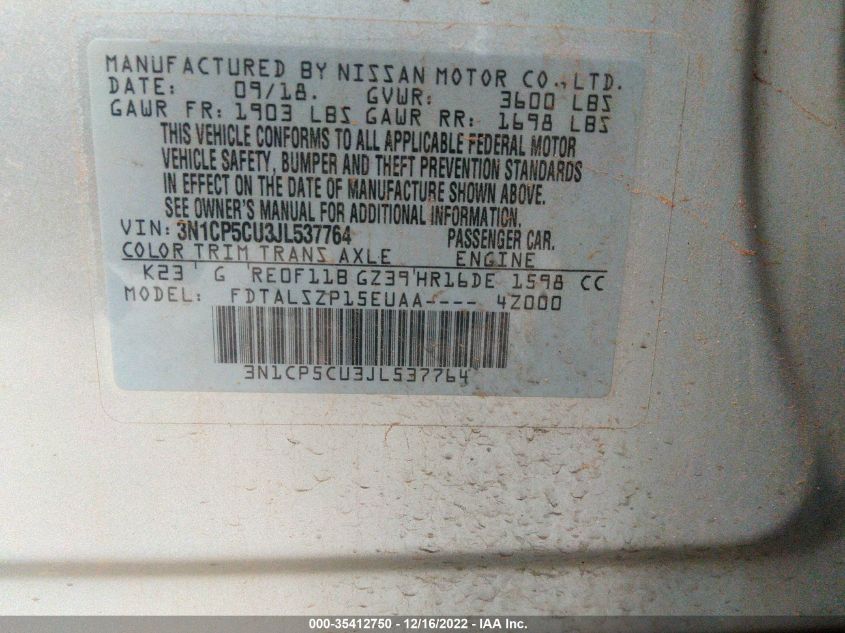 MANUFACTURED BY NISSAN MOTOR CO., LTD.
DATE: 09/18. GVWR: 3600 LBS
GAWR FR: 1903 LBS GAWR RR: 1698 LBS
THIS VEHICLE CONFORMS TO ALL APPLICABLE FEDERAL MOTOR
VEHICLE SAFETY, BUMPER AND THEFT PREVENTION STANDARDS
IN EFFECT ON THE DATE OF MANUFACTURE SHOWN ABOVE.
SEE OWNER'S MANUAL FOR ADDITIONAL INFORMATION.
VIN: 3N1CP5CU3JL537764 PASSENGER CAR.
COLOR TRIM TRANS AXLE ENGINE
K23 G RE0F11B GZ39 HR16DE 1598 CC
MODEL: FDTALSZP15EUAA---- 4Z000
3N1CP5CU3JL537764
000-35412750 - 12/16/2022 - IAA Inc.